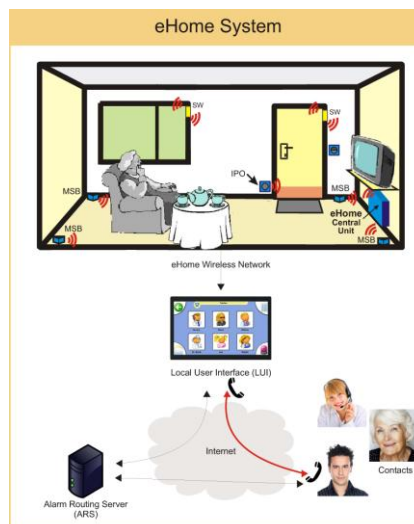 eHome System
SW
SW
IPO
MSB
MSB
MSB
MSB
eHome
Central
Unit
eHome Wireless Network
Local User Interface (LUI)
Internet
Contacts
Alarm Routing Server
(ARS)